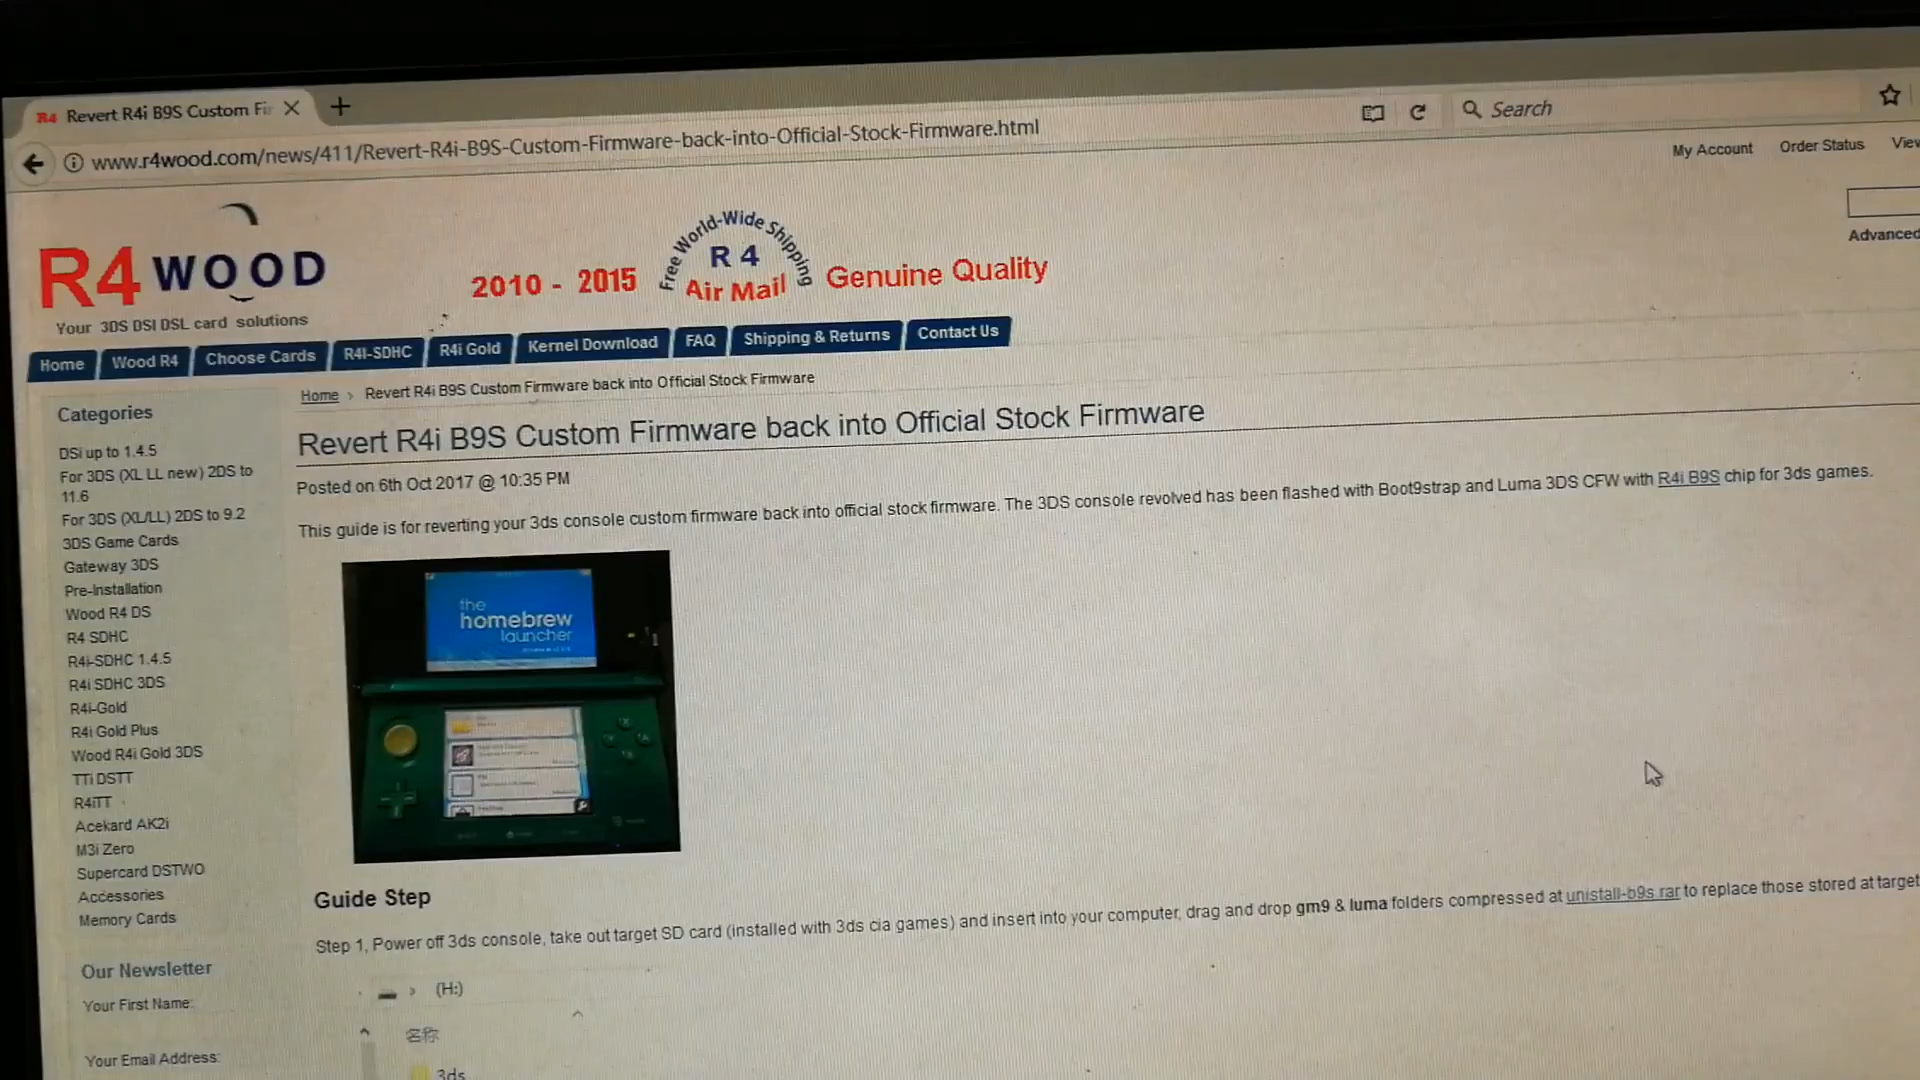 R4 Revert R4i B9S Custom Fi
www.r4wood.com/news/411/Revert-R4i-B9S-Custom-Firmware-back-into-Official-Stock-Firmware.html
Search
My Account Order Status View
R4 WOOD
Your 3DS DSI DSL card solutions
2010 - 2015
Free World-Wide Shipping
R 4
Air Mail
Genuine Quality
Advanced
Home Wood R4 Choose Cards R4I-SDHC R4i Gold Kernel Download FAQ Shipping & Returns Contact Us
Categories
DSi up to 1.4.5
For 3DS (XL LL new) 2DS to
11.6
For 3DS (XL/LL) 2DS to 9.2
3DS Game Cards
Gateway 3DS
Pre-Installation
Wood R4 DS
R4 SDHC
R4i-SDHC 1.4.5
R4i SDHC 3DS
R4i-Gold
R4i Gold Plus
Wood R4i Gold 3DS
TTi DSTT
R4iTT
Acekard AK2i
M3i Zero
Supercard DSTWO
Accessories
Memory Cards
Our Newsletter
Your First Name:
Your Email Address:
Home › Revert R4i B9S Custom Firmware back into Official Stock Firmware
Revert R4i B9S Custom Firmware back into Official Stock Firmware
Posted on 6th Oct 2017 @ 10:35 PM
This guide is for reverting your 3ds console custom firmware back into official stock firmware. The 3DS console revolved has been flashed with Boot9strap and Luma 3DS CFW with R4i B9S chip for 3ds games.
the
homebrew
launcher
Guide Step
Step 1, Power off 3ds console, take out target SD card (installed with 3ds cia games) and insert into your computer, drag and drop gm9 & luma folders compressed at unistall-b9s.rar to replace those stored at target
› (H:)
名称
3ds